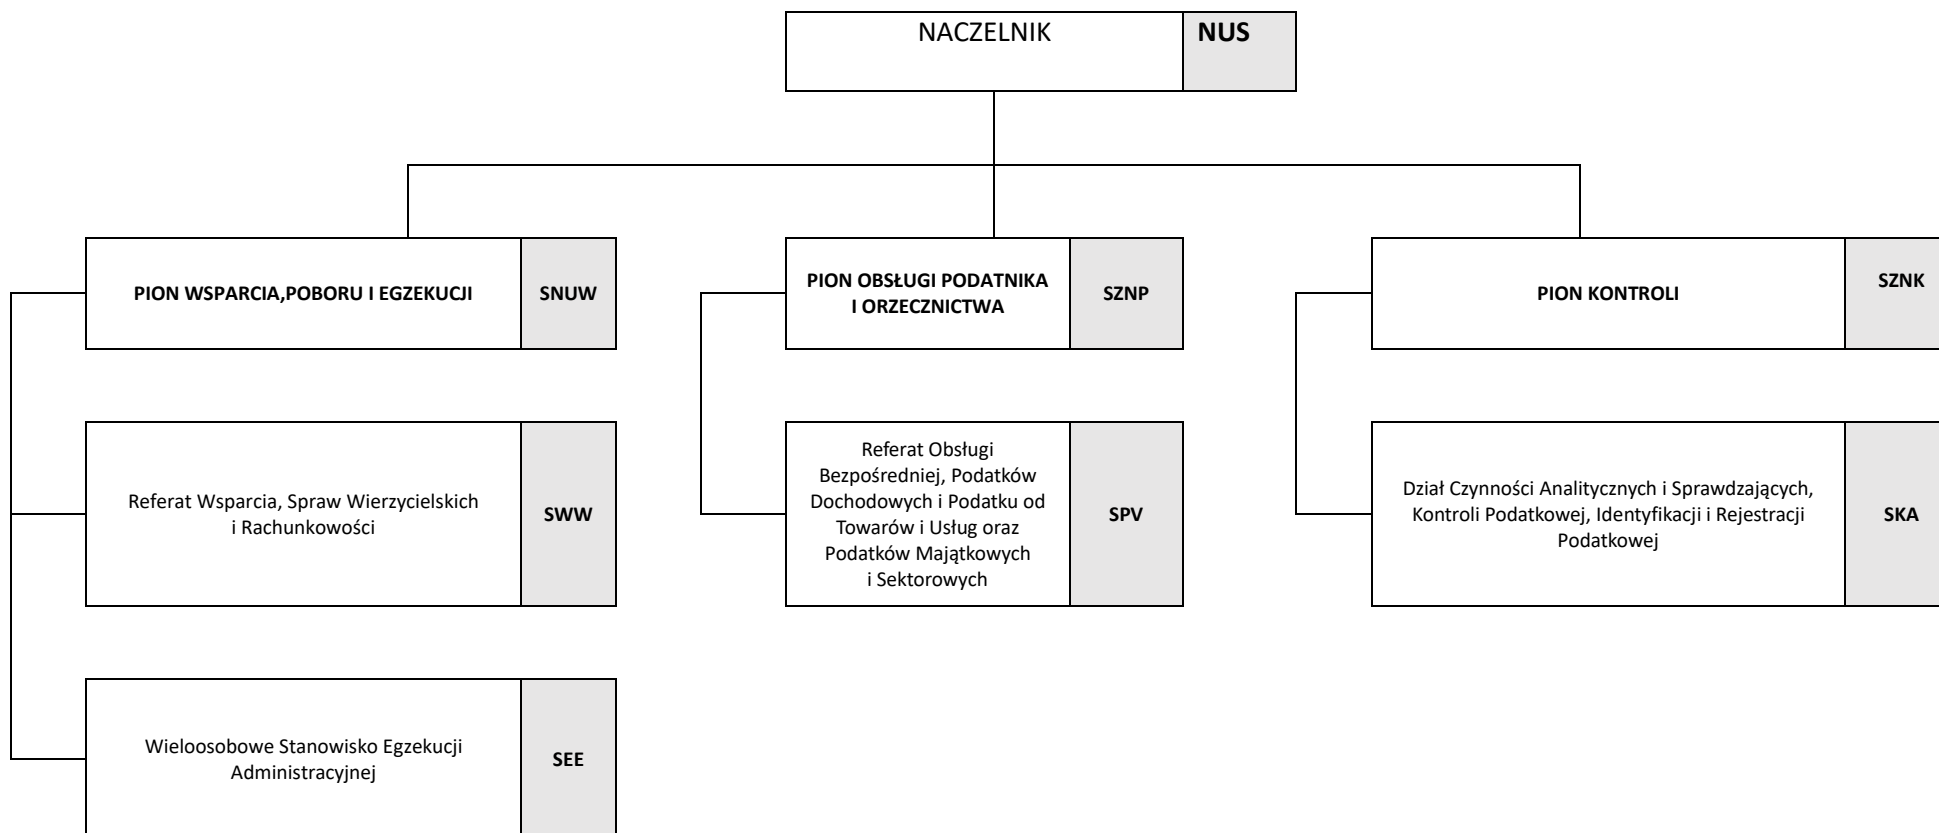 NACZELNIK
NUS
PION WSPARCIA,POBORU I EGZEKUCJI
SNUW
PION OBSŁUGI PODATNIKA
I ORZECZNICTWA
SZNP
PION KONTROLI
SZNK
Referat Wsparcia, Spraw Wierzycielskich
i Rachunkowości
SWW
Referat Obsługi
Bezpośredniej, Podatków
Dochodowych i Podatku od
Towarów i Usług oraz
Podatków Majątkowych
i Sektorowych
SPV
Dział Czynności Analitycznych i Sprawdzających,
Kontroli Podatkowej, Identyfikacji i Rejestracji
Podatkowej
SKA
Wieloosobowe Stanowisko Egzekucji
Administracyjnej
SEE